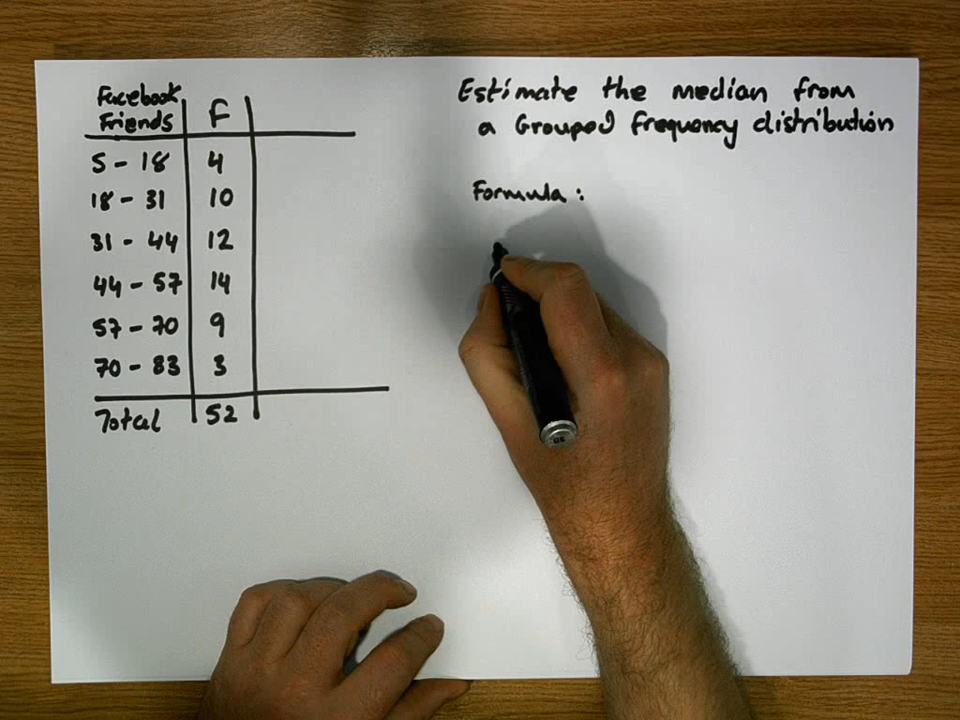 Facebook
Friends F
5 - 18 4
18 - 31 10
31 - 44 12
44 - 57 14
57 - 70 9
70 - 83 3
Total 52
Estimate the median from
a Grouped frequency distribution
Formula :